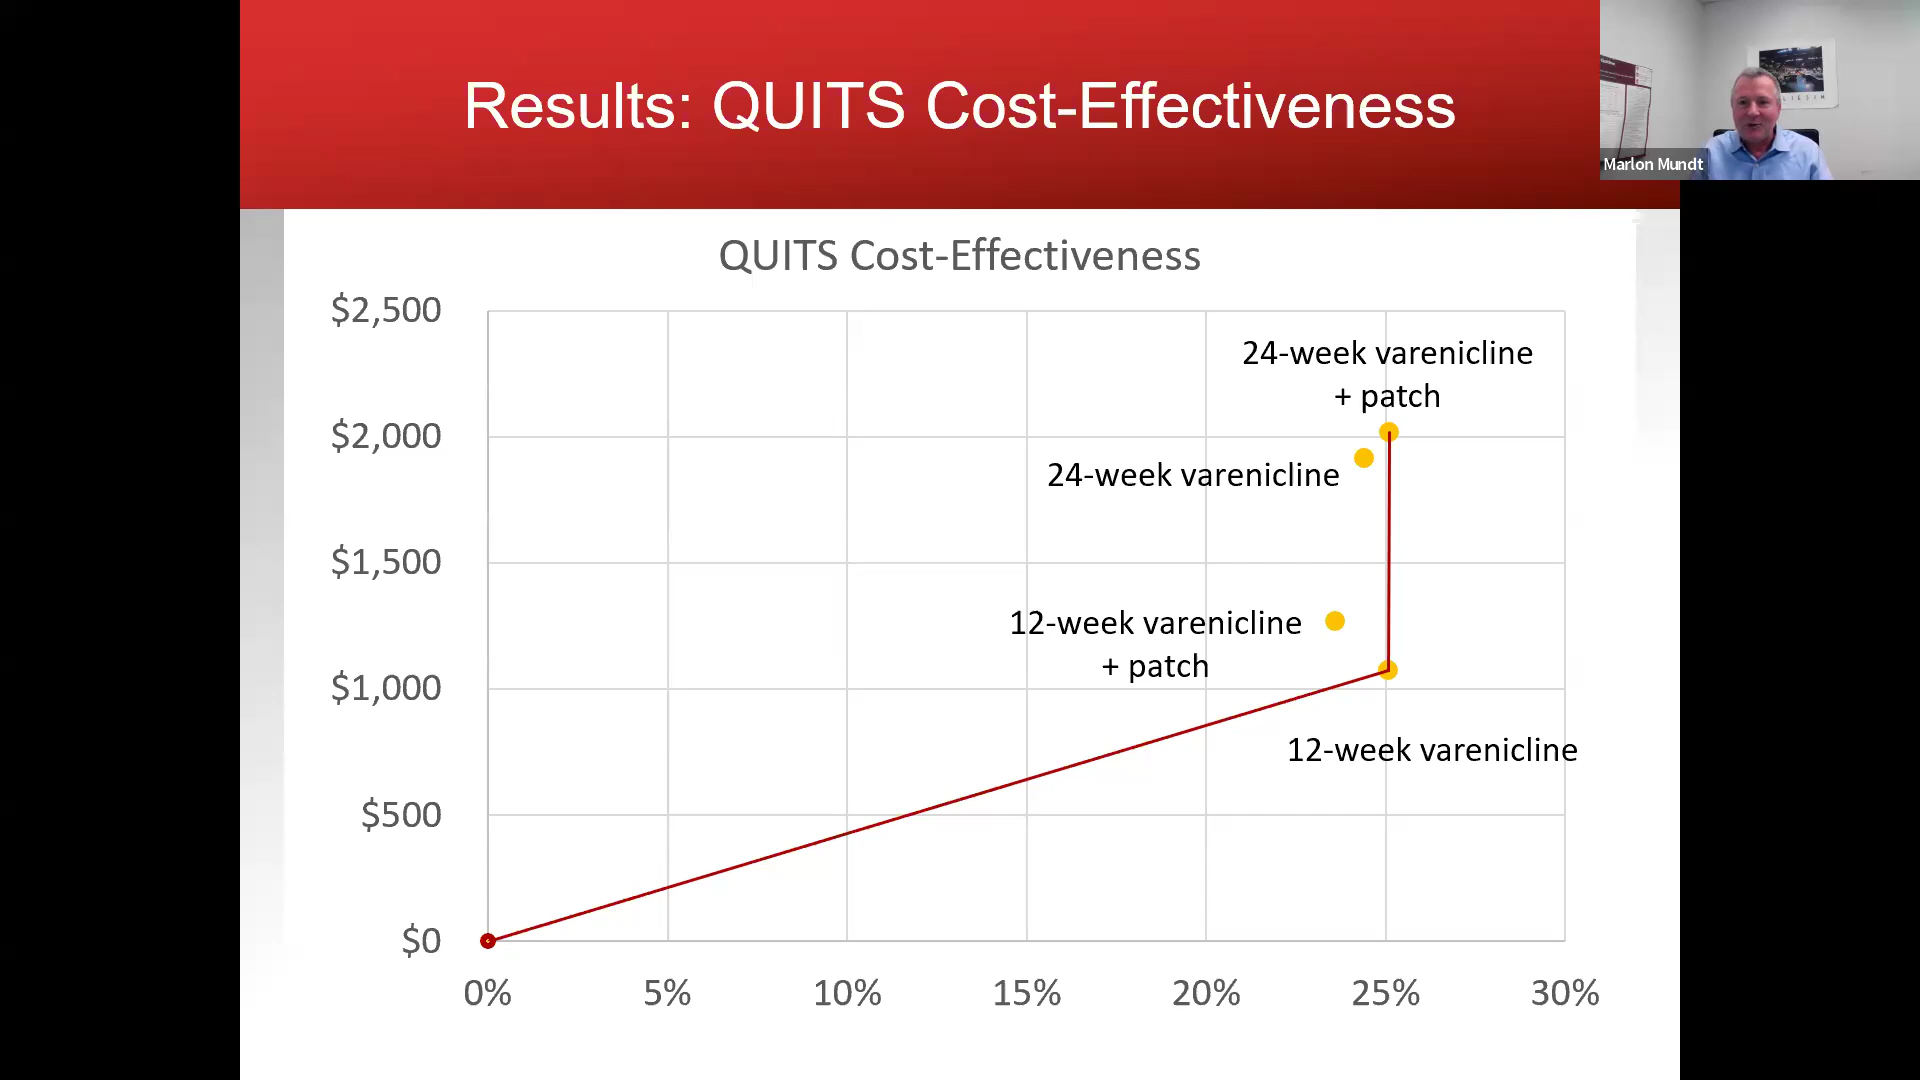 Results: QUITS Cost-Effectiveness
Marlon Mundt
QUITS Cost-Effectiveness
$2,500
$2,000
$1,500
$1,000
$500
$0
24-week varenicline
+ patch
24-week varenicline
12-week varenicline
+ patch
12-week varenicline
0% 5% 10% 15% 20% 25% 30%